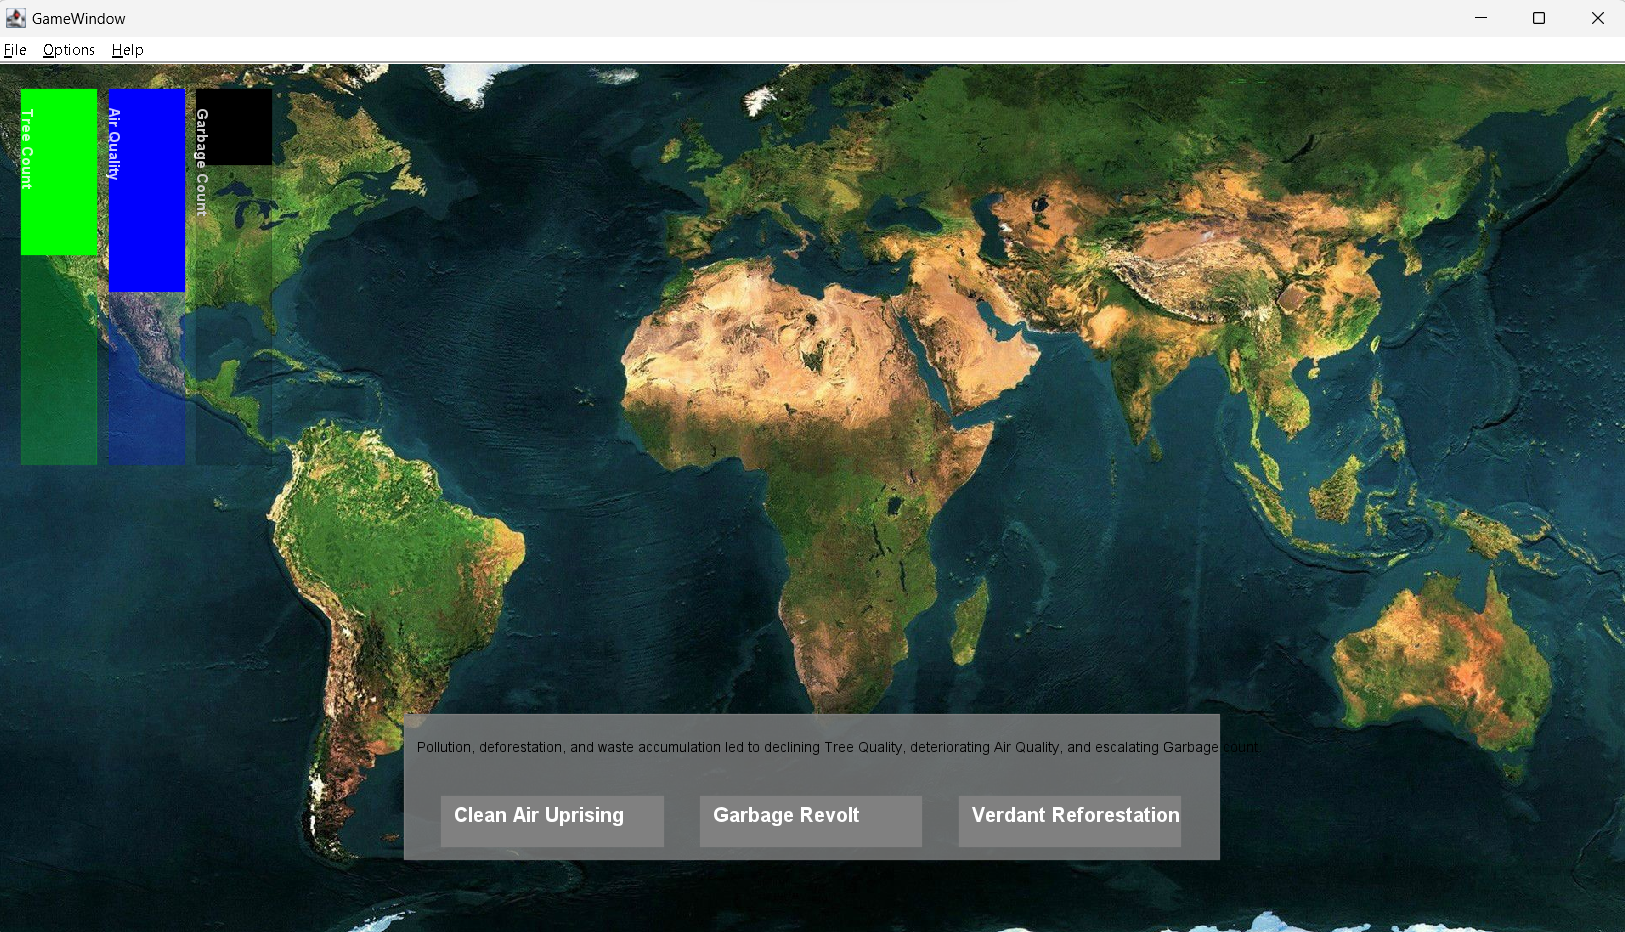 GameWindow
File Options Help
Tree Count
Air Quality
Garbage Count
Pollution, deforestation, and waste accumulation led to declining Tree Quality, deteriorating Air Quality, and escalating Garbage count.
Clean Air Uprising
Garbage Revolt
Verdant Reforestation